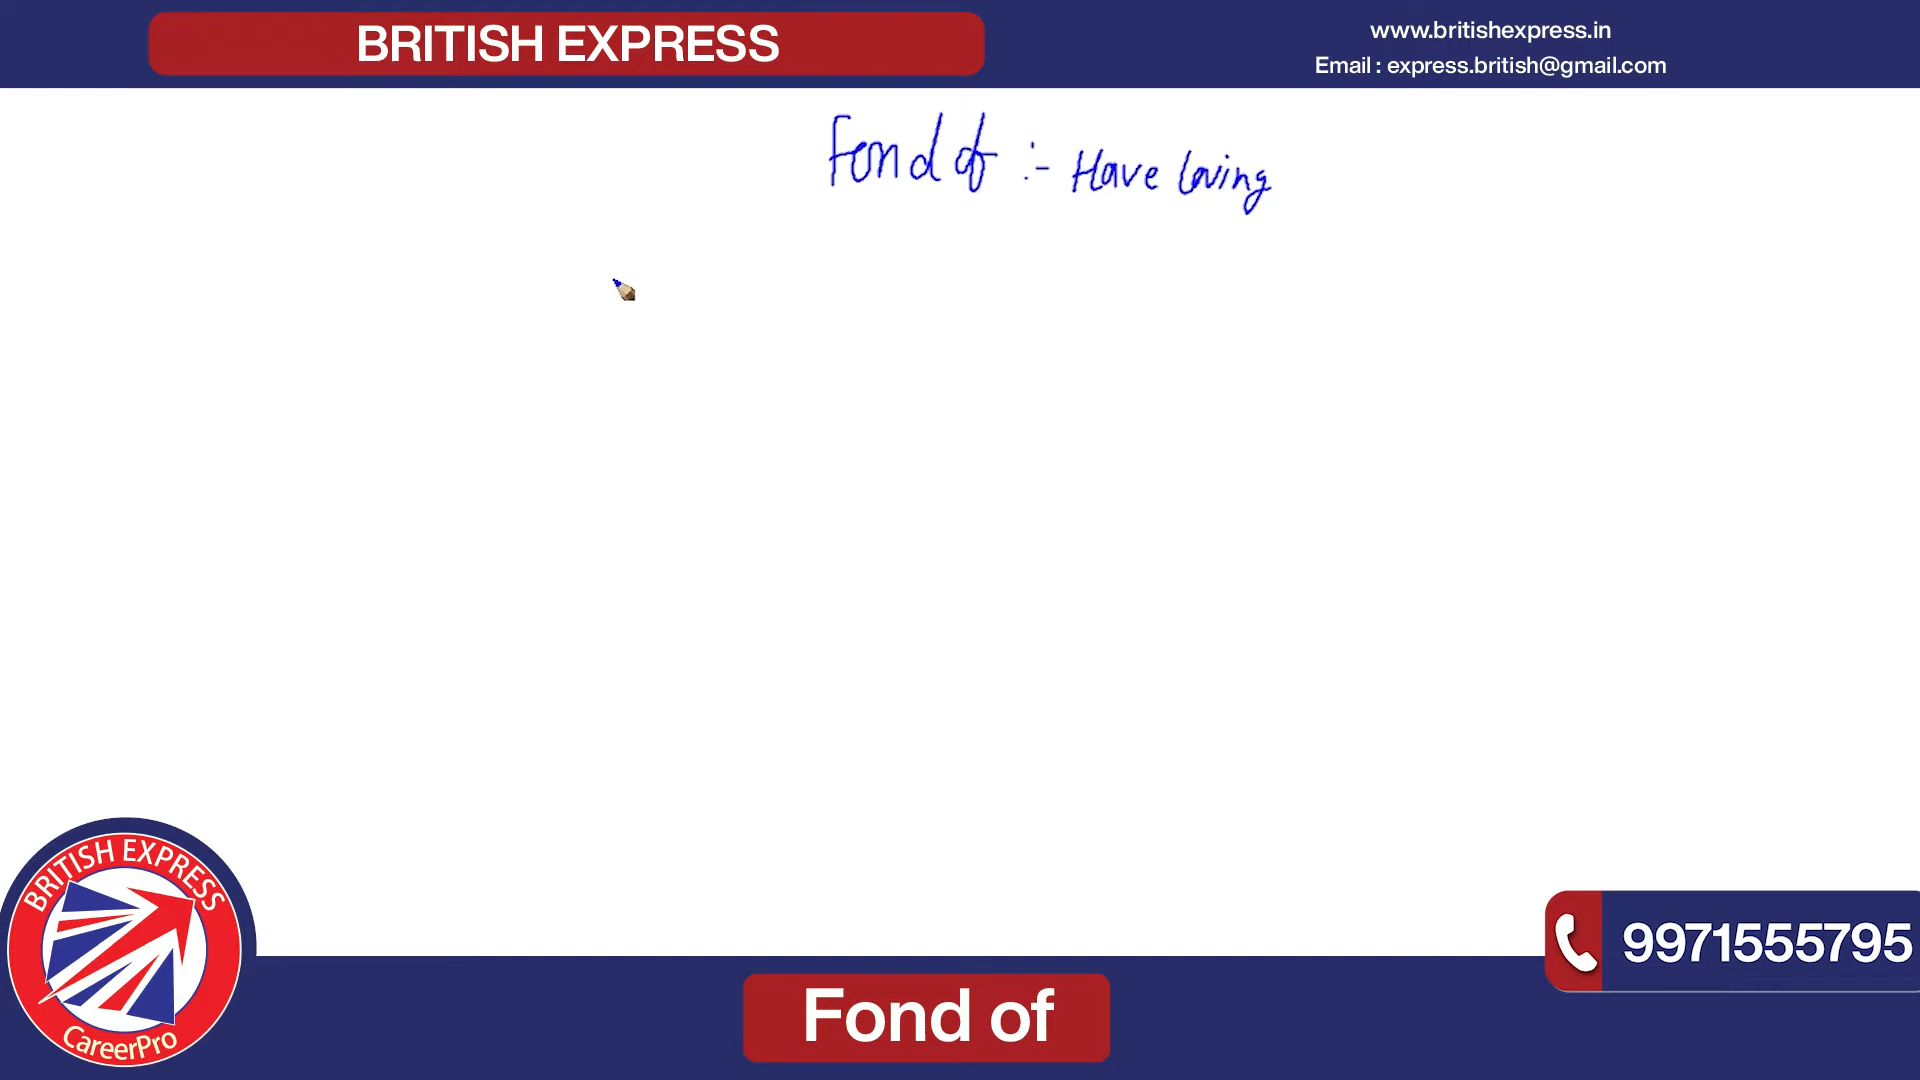 BRITISH EXPRESS
www.britishexpress.in
Email : express.british@gmail.com
Fond of :- Have loving
BRITISH EXPRESS
CareerPro
9971555795
Fond of